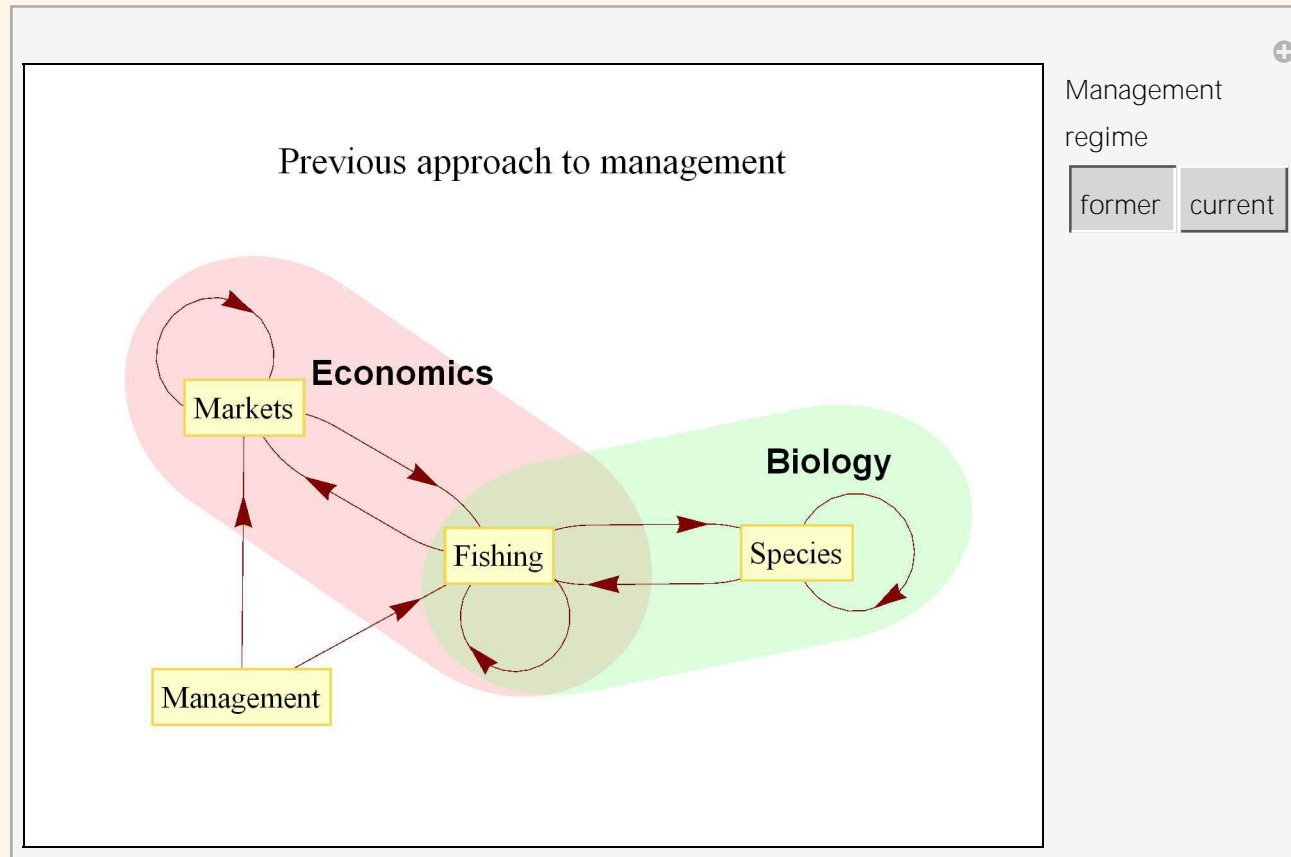 Management
regime
former current
Previous approach to management
Economics
Markets
Biology
Fishing
Species
Management